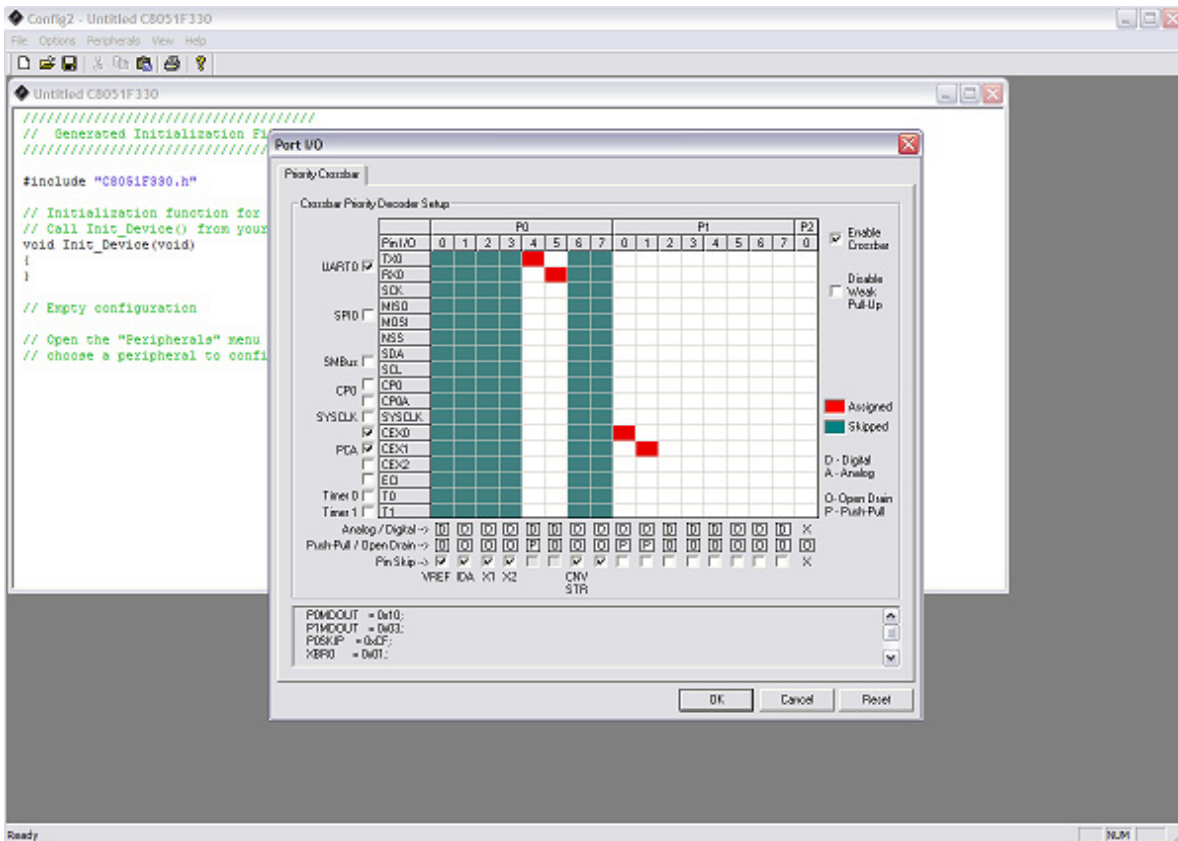 Config2 - Untitled C8051F330
File Options Peripherals View Help
Untitled C8051F330
/////////////////////////////////////
// Generated Initialization Fi
#include "C8051F330.h"
// Initialization function for
// Call Init_Device() from your
void Init_Device(void)
{
}
// Empty configuration
// Open the "Peripherals" menu
// choose a peripheral to confi
Port I/O
Priority Crossbar
Crossbar Priority Decoder Setup
P0 P1 P2
Pin I/O 0 1 2 3 4 5 6 7 0 1 2 3 4 5 6 7 0
UART0 TX0
RX0
SCK
SPI0 MISO
MOSI
NSS
SMBus SDA
SCL
CP0 CP0
CP0A
SYSCLK SYSCLK
CEX0
PCA CEX1
CEX2
ECI
Timer 0 T0
Timer 1 T1
Analog / Digital -> D D D D D D D D D D D D D D D D X
Push-Pull / Open Drain -> O O O O P O O O P P O O O O O O O
Pin Skip -> X
VREF IDA X1 X2 CNV
STR
Enable
Crossbar
Disable
Weak
Pull-Up
Assigned
Skipped
D - Digital
A - Analog
O - Open Drain
P - Push-Pull
P0MDOUT = 0x10;
P1MDOUT = 0x03;
P0SKIP = 0xCF;
XBR0 = 0x01;
OK Cancel Reset
Ready NUM